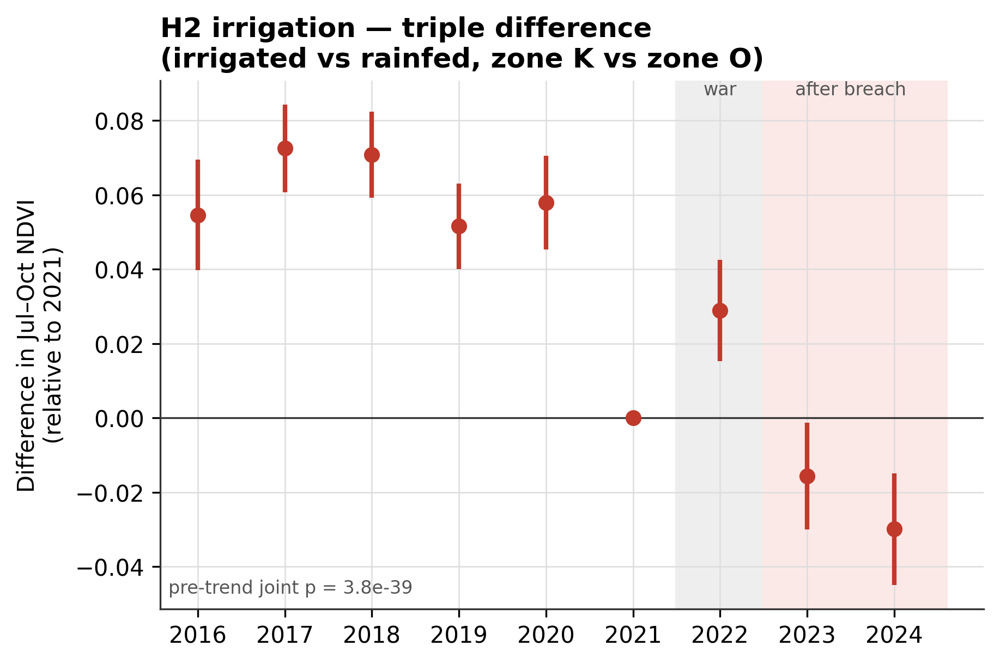 H2 irrigation — triple difference
(irrigated vs rainfed, zone K vs zone O)
war
after breach
0.08
0.06
0.04
0.02
0.00
−0.02
−0.04
Difference in Jul–Oct NDVI
(relative to 2021)
pre-trend joint p = 3.8e-39
2016 2017 2018 2019 2020 2021 2022 2023 2024